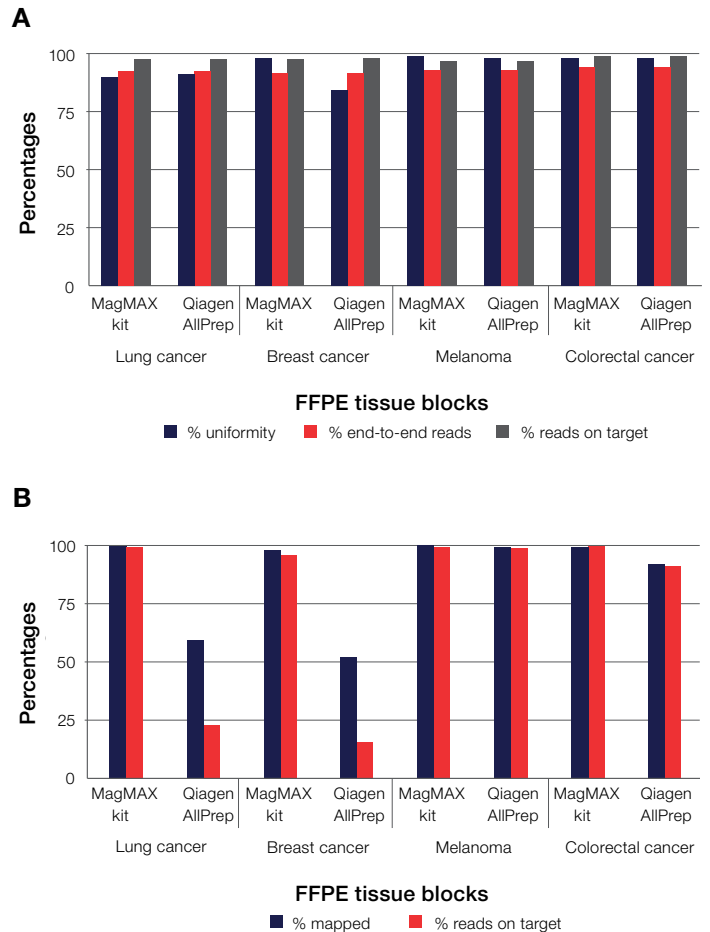 A
100
75
50
25
0
Percentages
MagMAX kit
Qiagen AllPrep
MagMAX kit
Qiagen AllPrep
MagMAX kit
Qiagen AllPrep
MagMAX kit
Qiagen AllPrep
Lung cancer
Breast cancer
Melanoma
Colorectal cancer
FFPE tissue blocks
% uniformity
% end-to-end reads
% reads on target
B
100
75
50
25
0
Percentages
MagMAX kit
Qiagen AllPrep
MagMAX kit
Qiagen AllPrep
MagMAX kit
Qiagen AllPrep
MagMAX kit
Qiagen AllPrep
Lung cancer
Breast cancer
Melanoma
Colorectal cancer
FFPE tissue blocks
% mapped
% reads on target